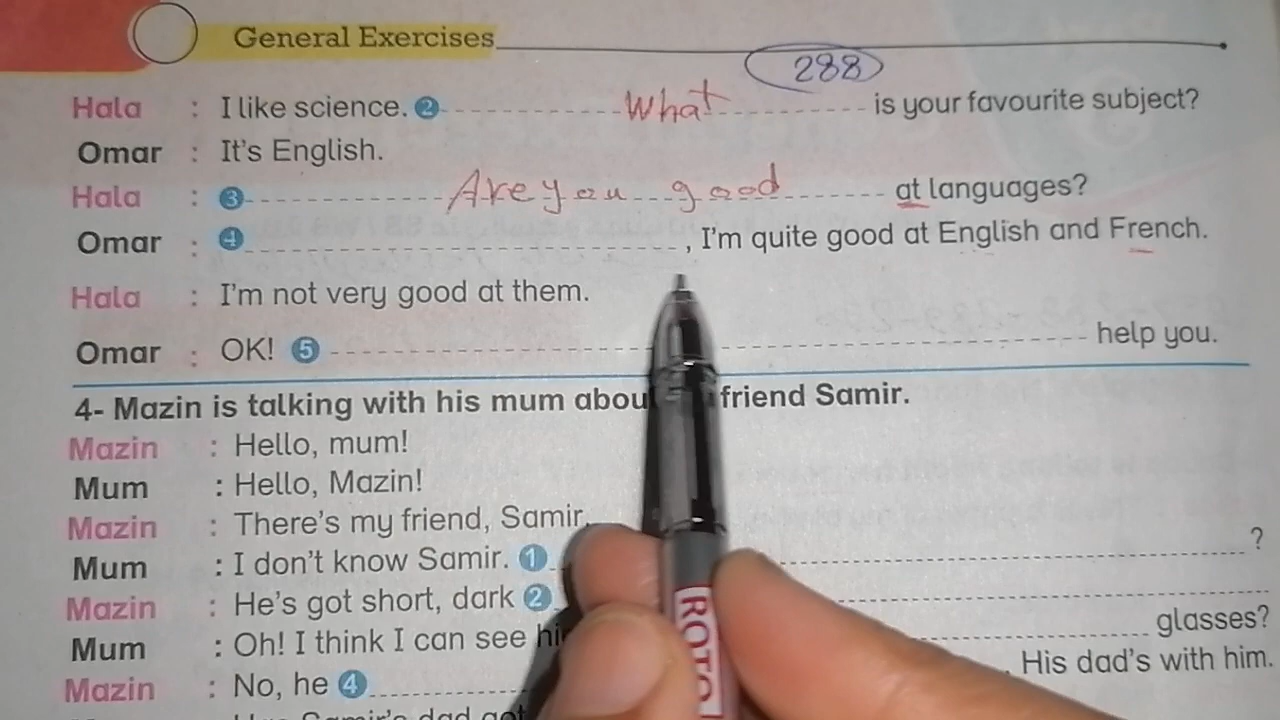 General Exercises
288
Hala : I like science. 2 What is your favourite subject?
Omar : It's English.
Hala : 3 Are you good at languages?
Omar : 4 , I'm quite good at English and French.
Hala : I'm not very good at them.
Omar : OK! 5 help you.
4- Mazin is talking with his mum friend Samir.
Mazin : Hello, mum!
Mum : Hello, Mazin!
Mazin : There's my friend, Samir.
Mum : I don't know Samir. 1 ?
Mazin : He's got short, dark 2
Mum : Oh! I think I can see glasses?
Mazin : No, he 4 . His dad's with him.
ROTO